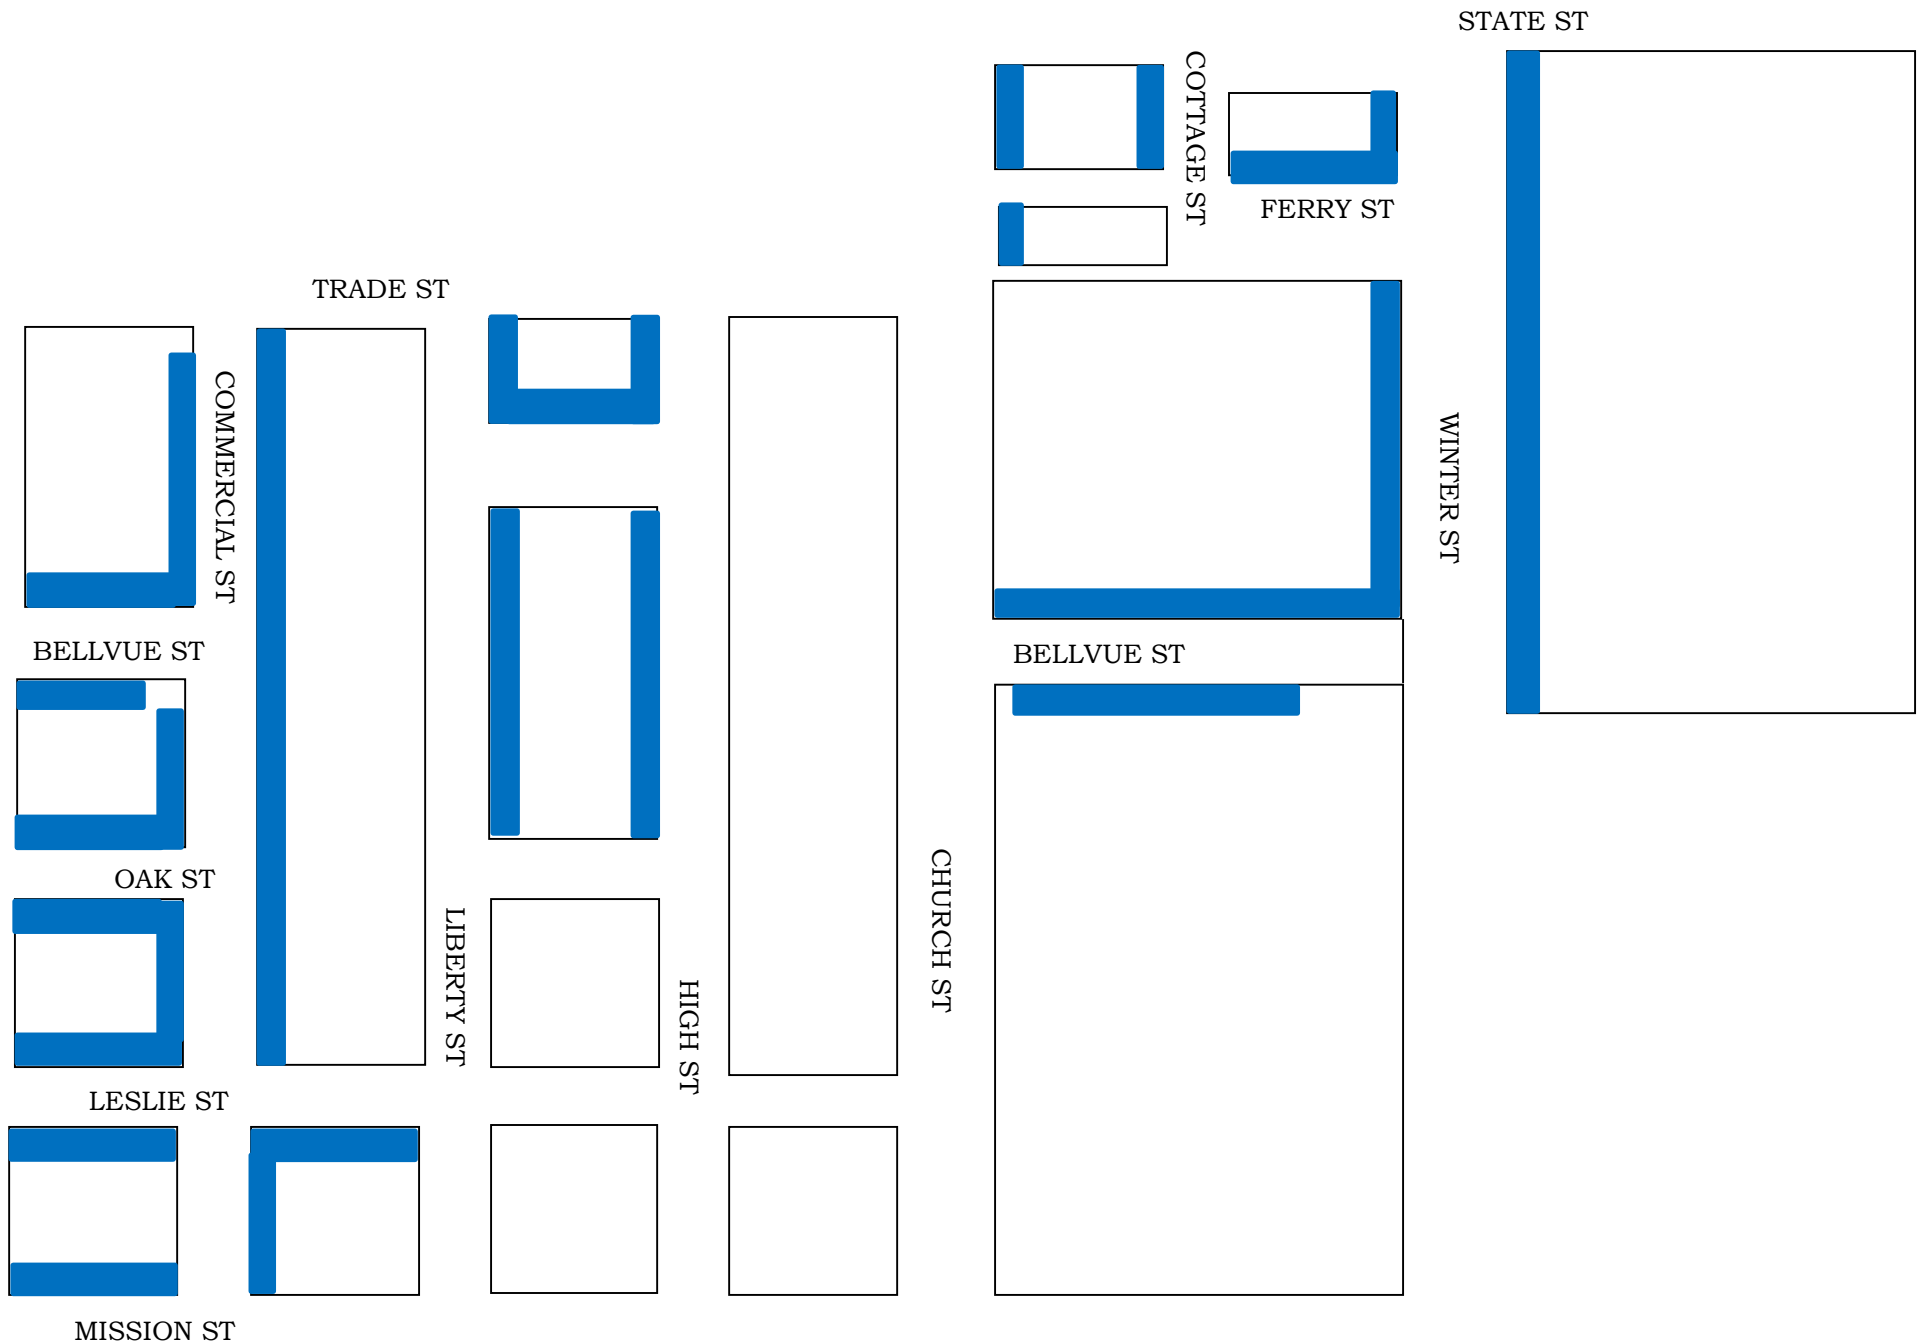 STATE ST
COTTAGE ST
FERRY ST
TRADE ST
COMMERCIAL ST
WINTER ST
BELLVUE ST
BELLVUE ST
OAK ST
CHURCH ST
LIBERTY ST
HIGH ST
LESLIE ST
MISSION ST